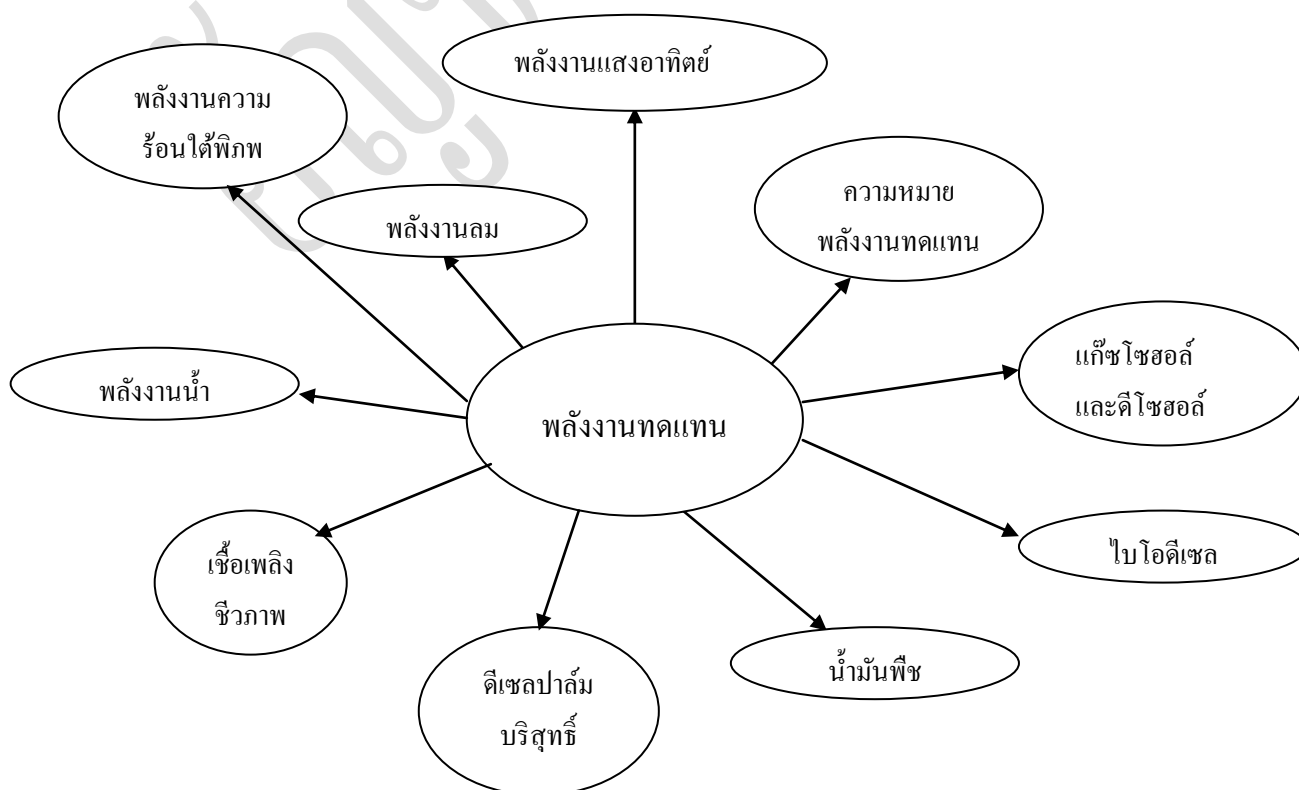 พลังงานแสงอาทิตย์
พลังงานความ
ร้อนใต้พิภพ
ความหมาย
พลังงานทดแทน
พลังงานลม
แก๊ซโซฮอล์
และดีโซฮอล์
พลังงานน้ำ
พลังงานทดแทน
ไบโอดีเซล
เชื้อเพลิง
ชีวภาพ
น้ำมันพืช
ดีเซลปาล์ม
บริสุทธิ์